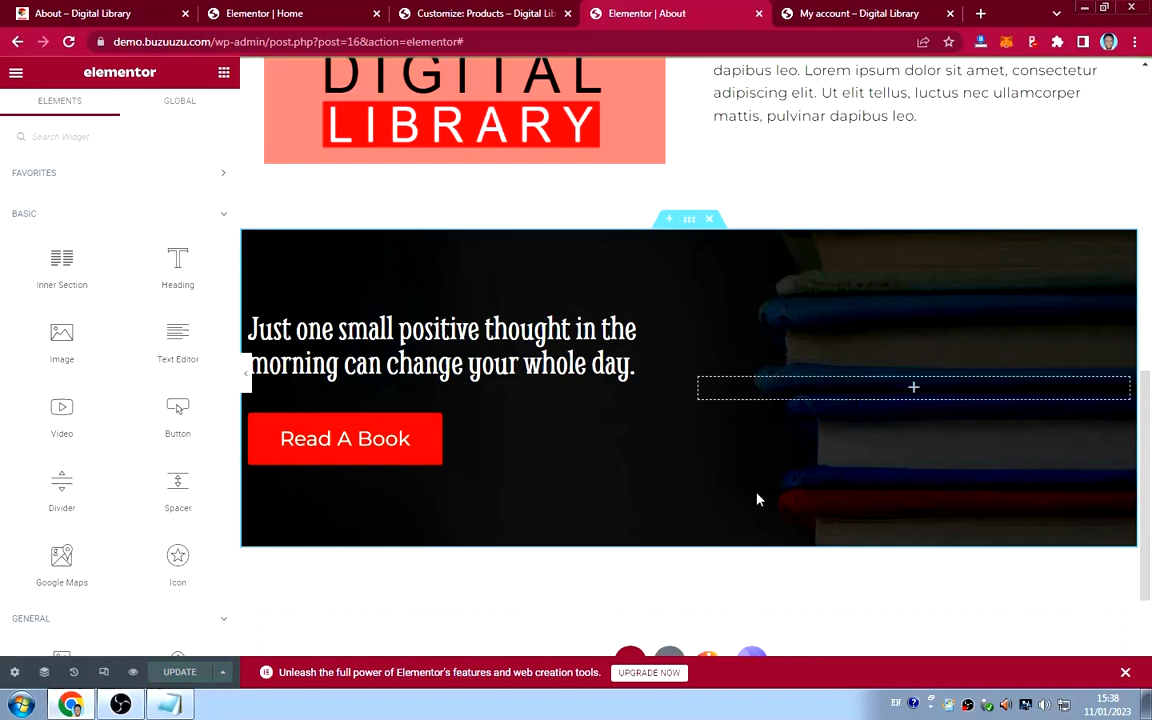 About – Digital Library
Elementor | Home
Customize: Products – Digital Lib
Elementor | About
My account – Digital Library
demo.buzuuzu.com/wp-admin/post.php?post=16&action=elementor#
elementor
ELEMENTS
GLOBAL
Search Widget
FAVORITES
BASIC
Inner Section
Heading
Image
Text Editor
Video
Button
Divider
Spacer
Google Maps
Icon
GENERAL
UPDATE
DIGITAL
LIBRARY
dapibus leo. Lorem ipsum dolor sit amet, consectetur
adipiscing elit. Ut elit tellus, luctus nec ullamcorper
mattis, pulvinar dapibus leo.
Just one small positive thought in the
morning can change your whole day.
Read A Book
Unleash the full power of Elementor's features and web creation tools.
UPGRADE NOW
EN
15:38
11/01/2023